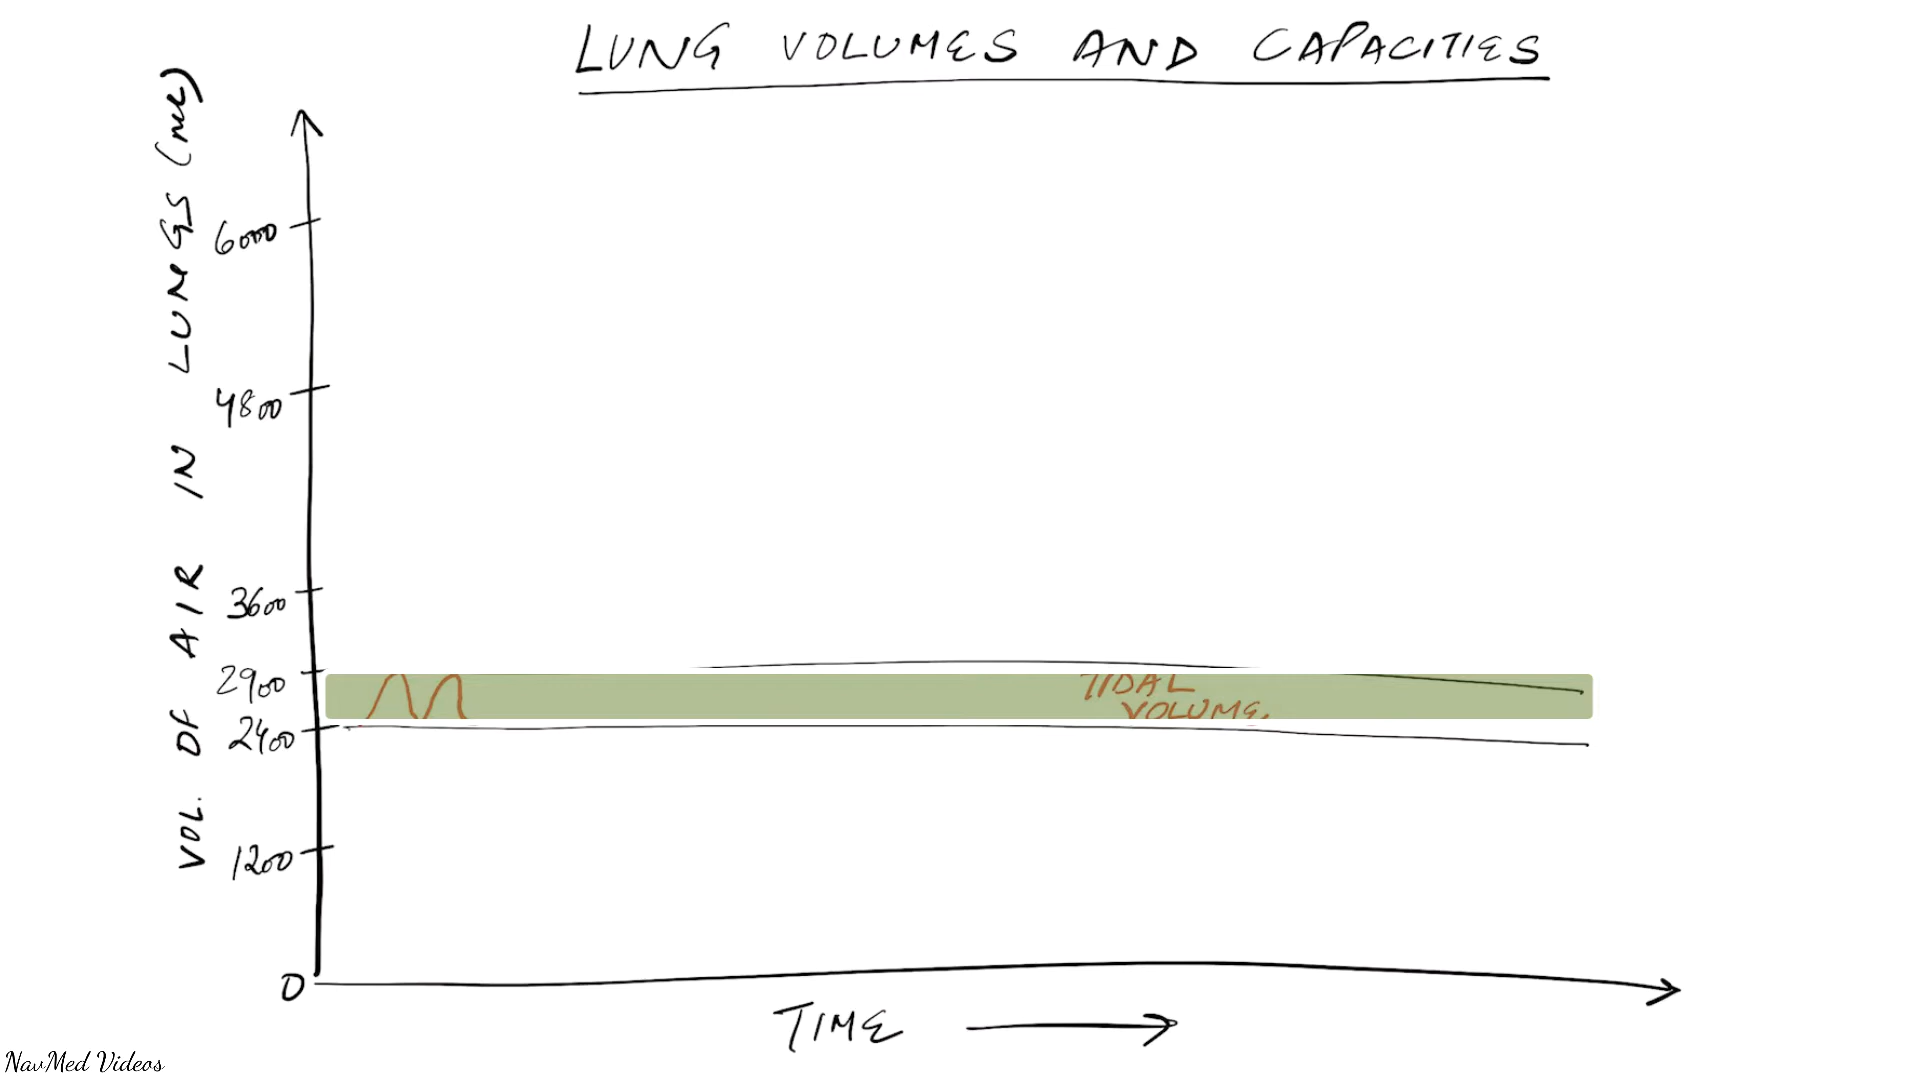 LUNG VOLUMES AND CAPACITIES
VOL. OF AIR IN LUNGS (ml)
6000
4800
3600
2900
2400
1200
0
TIDAL
VOLUME
TIME
NavMed Videos